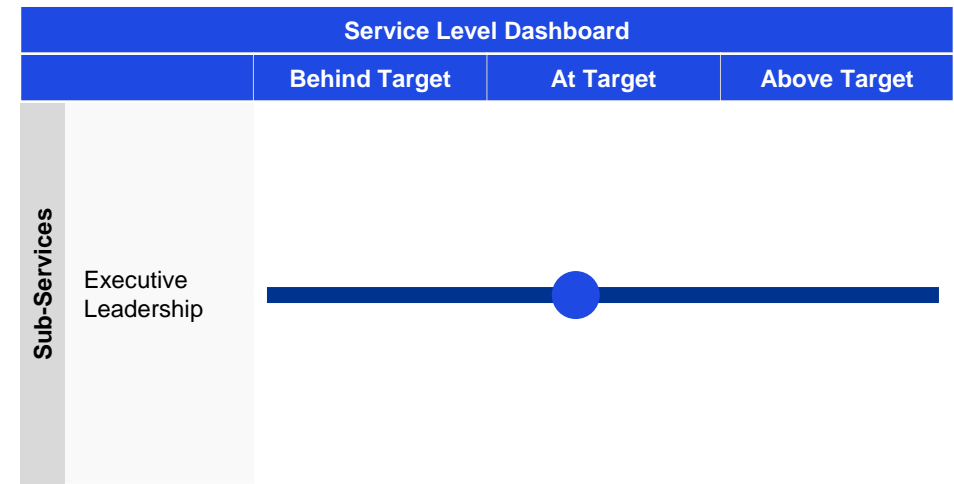 Service Level Dashboard
Behind Target At Target Above Target
Sub-Services
Executive
Leadership